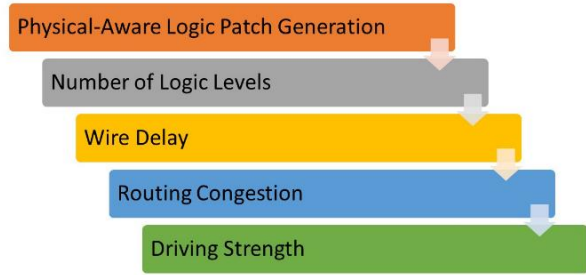 Physical-Aware Logic Patch Generation
Number of Logic Levels
Wire Delay
Routing Congestion
Driving Strength